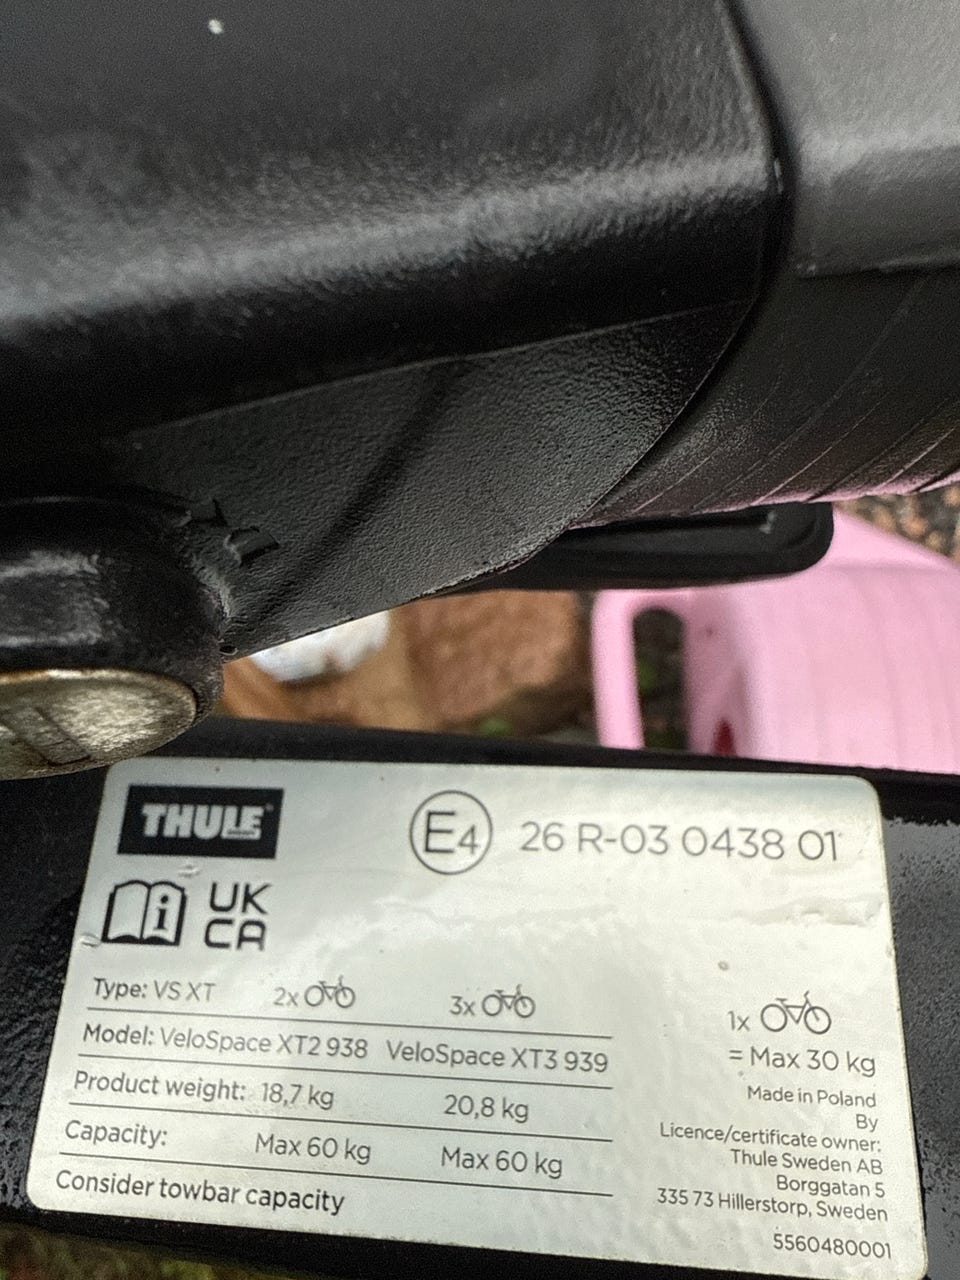 THULE
E4 26 R-03 0438 01
i UK
CA
Type: VS XT 2x 3x
Model: VeloSpace XT2 938 VeloSpace XT3 939
Product weight: 18,7 kg 20,8 kg
Capacity: Max 60 kg Max 60 kg
Consider towbar capacity
1x
= Max 30 kg
Made in Poland
By
Licence/certificate owner:
Thule Sweden AB
Borggatan 5
335 73 Hillerstorp, Sweden
5560480001